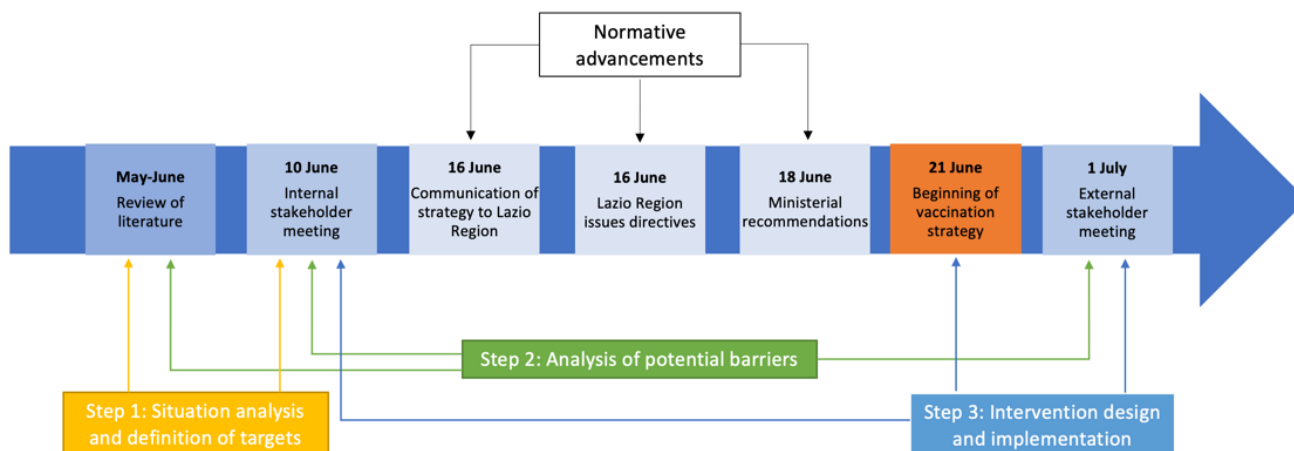 Normative
advancements
May-June
Review of
literature
10 June
Internal
stakeholder
meeting
16 June
Communication of
strategy to Lazio
Region
16 June
Lazio Region
issues directives
18 June
Ministerial
recommendations
21 June
Beginning of
vaccination
strategy
1 July
External
stakeholder
meeting
Step 2: Analysis of potential barriers
Step 1: Situation analysis
and definition of targets
Step 3: Intervention design
and implementation